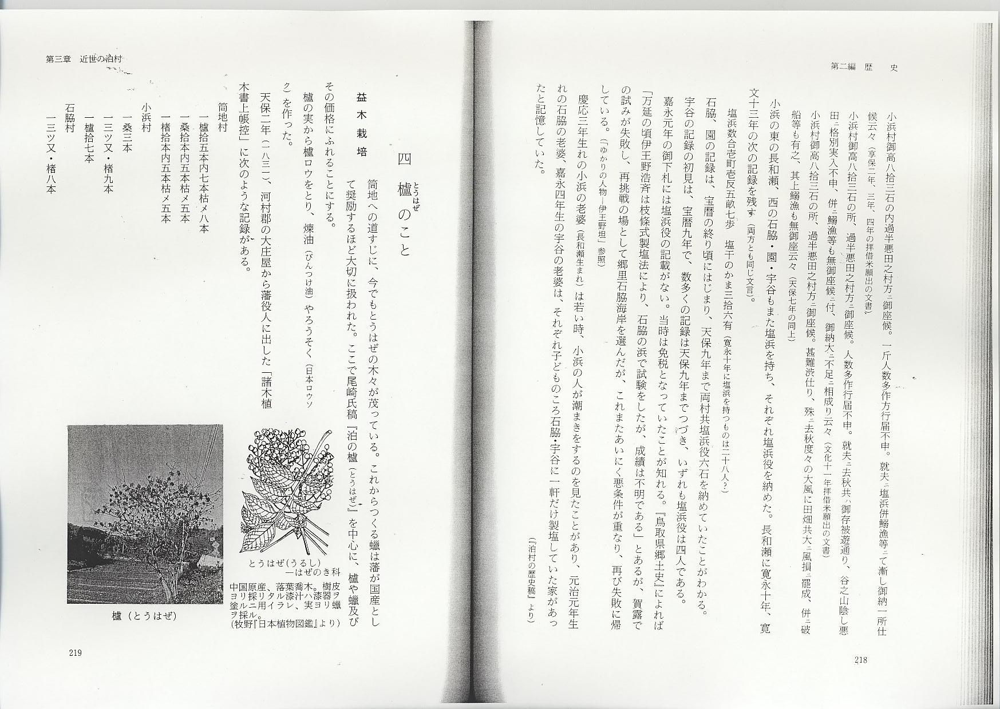 第二編　歴　史
小浜村御高八拾三石の内過半悪田之村方ニ御座候。一斤人数多作方行届不申。就夫ニ塩浜併鰯漁等ニて漸し御納一所仕
候云々（享保二年、三年、四年の拝借米願出の文書）
小浜村御高八拾三石の所、過半悪田之村方ニ御座候。人数多作行届不申。就夫ニ去秋共ハ御存被遊通り、谷之山陰し悪
田ニ格別実入不申、併ニ鰯漁等も無御座候ニ付、御納大ニ不足ニ相成り云々（文化十一年拝借米願出の文書）
小浜村御高八拾三石の所、過半悪田之村方ニ御座候。甚難渋仕り、殊ニ去秋度々の大風に田畑共大ニ風損ニ罷成、併ニ破
船等も有之、其上鰯漁も無御座云々（天保七年の同上）
小浜の東の長和瀬、西の石脇・園・宇谷もまた塩浜を持ち、それぞれ塩浜役を納めた。長和瀬に寛永十年、寛
文十三年の次の記録を残す（両方とも同じ文言）。
塩浜数合壱町壱反五畝七歩　塩干のかま三拾六有（寛永十年に塩浜を持つものは二十八人？）
石脇、園の記録は、宝暦の終り頃にはじまり、天保九年まで両村共塩浜役六石を納めていたことがわかる。
宇谷の記録の初見は、宝暦九年で、数多くの記録は天保九年までつづき、いずれも塩浜役は四人である。
嘉永元年の御下札には塩浜役の記載がない。当時は免税となっていたことが知れる。『鳥取県郷土史』によれば
「万延の頃伊王野浩斉は枝條式製塩法により、石脇の浜で試験をしたが、成績は不明である」とあるが、賀露で
の試みが失敗し、再挑戦の場として郷里石脇海岸を選んだが、これまたあいにく悪条件が重なり、再び失敗に帰
している。（「ゆかりの人物―伊王野坦」参照）
慶応三年生れの小浜の老婆（長和瀬生まれ）は若い時、小浜の人が潮まきをするのを見たことがあり、元治元年生
れの石脇の老婆、嘉永四年生の宇谷の老婆は、それぞれ子どものころ石脇・宇谷に一軒だけ製塩していた家があっ
たと記憶していた。
（『泊村の歴史稿』より）
218
第三章　近世の泊村
四　櫨のこと
とうはぜ
益木栽培
筒地への道すじに、今でもとうはぜの木々が茂っている。これからつくる蠟は藩が国産とし
て奨励するほど大切に扱われた。ここで尾崎氏稿『泊の櫨（とうはぜ）』を中心に、櫨や蠟及び
その価格にふれることにする。
櫨の実から櫨ロウをとり、煉油（びんつけ油）やろうそく（日本ロウソ
ク）を作った。
天保二年（一八三一）、河村郡の大庄屋から藩役人に出した「諸木植
木書上帳控」に次のような記録がある。
筒地村
一櫨拾五本内七本枯〆八本
一桑拾本内五本枯〆五本
一楮拾本内五本枯〆五本
小浜村
一桑三本
一三ツ又・楮九本
一櫨拾七本
石脇村
一三ツ又・楮八本
とうはぜ（うるし）
―はぜのき科
中国原産、落葉喬木。樹皮
ヨリ採リタル漆汁ハ漆器ヲ
塗ルニ用イラレ、実ヨリ蠟
ヲ採ル。
（牧野『日本植物図鑑』より）
櫨（とうはぜ）
219